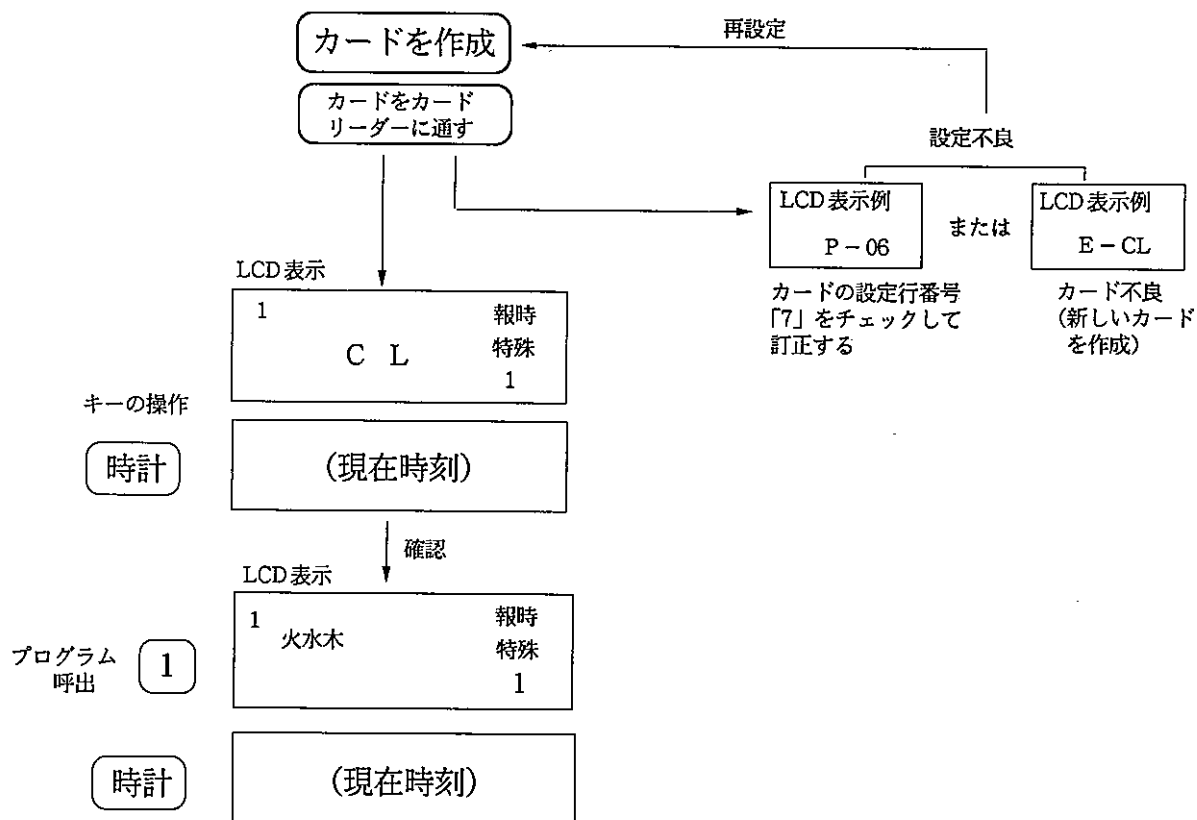 カードを作成
再設定
カードをカード
リーダーに通す
設定不良
LCD表示例
P－06
または
LCD表示例
E－CL
カードの設定行番号
「7」をチェックして
訂正する
カード不良
(新しいカード
を作成)
LCD表示
1
報時
特殊
1
C L
キーの操作
時計
(現在時刻)
確認
LCD表示
1
火水木
報時
特殊
1
プログラム
呼出
1
時計
(現在時刻)